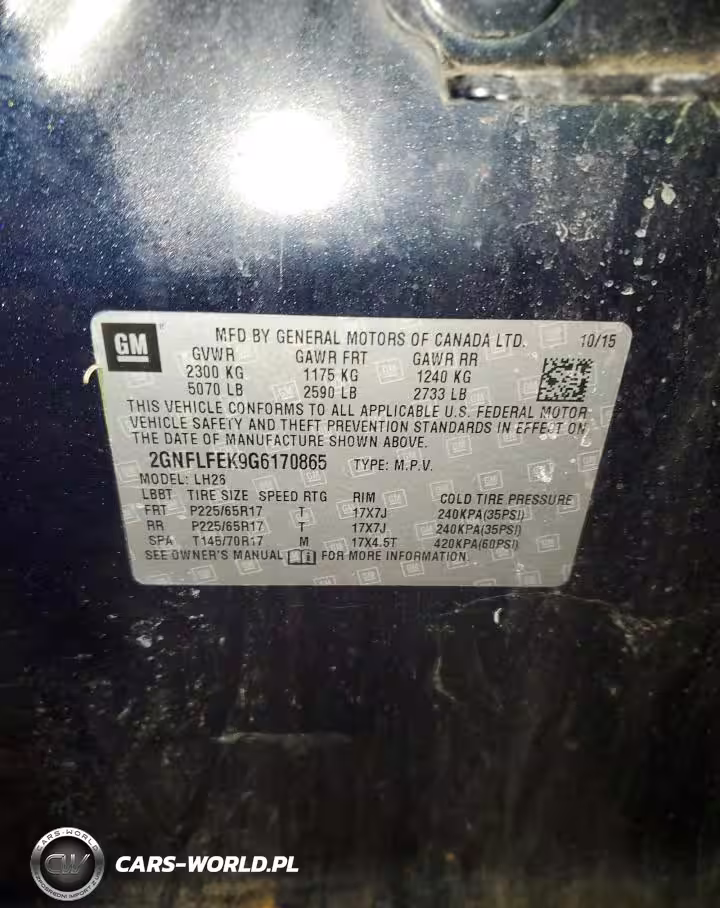 GM
MFD BY GENERAL MOTORS OF CANADA LTD. 10/15
GVWR GAWR FRT GAWR RR
2300 KG 1175 KG 1240 KG
5070 LB 2590 LB 2733 LB
THIS VEHICLE CONFORMS TO ALL APPLICABLE U.S. FEDERAL MOTOR
VEHICLE SAFETY AND THEFT PREVENTION STANDARDS IN EFFECT ON
THE DATE OF MANUFACTURE SHOWN ABOVE.
2GNFLFEK9G6170865 TYPE: M.P.V.
MODEL: LH26
LBBT TIRE SIZE SPEED RTG RIM COLD TIRE PRESSURE
FRT P225/65R17 T 17X7J 240KPA(35PSI)
RR P225/65R17 T 17X7J 240KPA(35PSI)
SPA T145/70R17 M 17X4.5T 420KPA(60PSI)
SEE OWNER'S MANUAL FOR MORE INFORMATION.
CARS-WORLD
CW
CARS-WORLD.PL